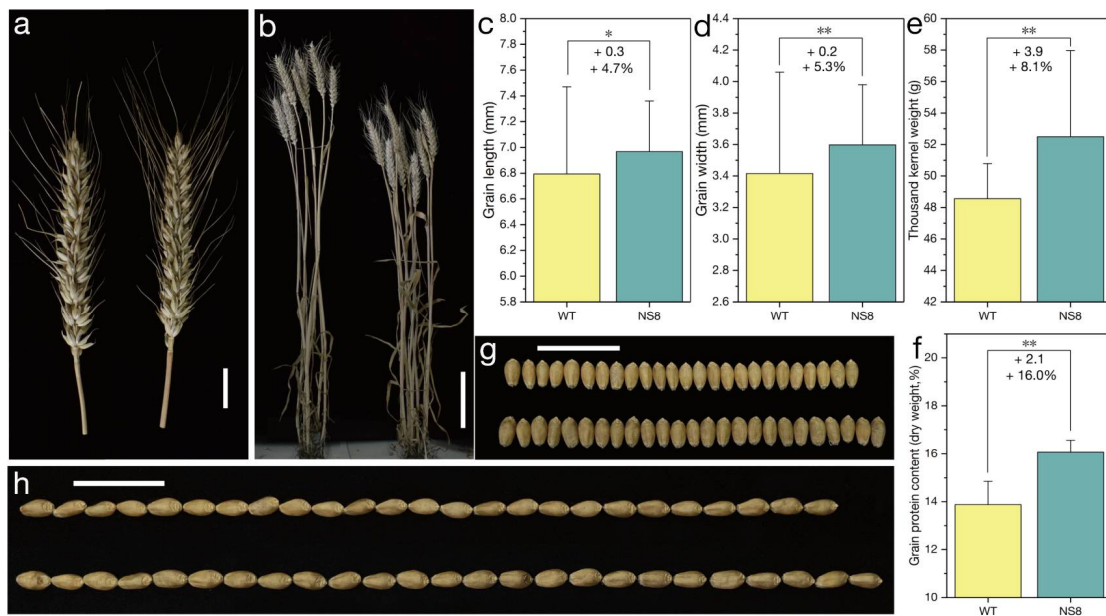 a
b
c
8.0
7.8
7.6
7.4
7.2
7.0
6.8
6.6
6.4
6.2
6.0
5.8
Grain length (mm)
*
+ 0.3
+ 4.7%
WT
NS8
d
4.4
4.2
4.0
3.8
3.6
3.4
3.2
3.0
2.8
2.6
Grain width (mm)
**
+ 0.2
+ 5.3%
WT
NS8
e
60
58
56
54
52
50
48
46
44
42
Thousand kernel weight (g)
**
+ 3.9
+ 8.1%
WT
NS8
g
f
20
18
16
14
12
10
Grain protein content (dry weight,%)
**
+ 2.1
+ 16.0%
WT
NS8
h